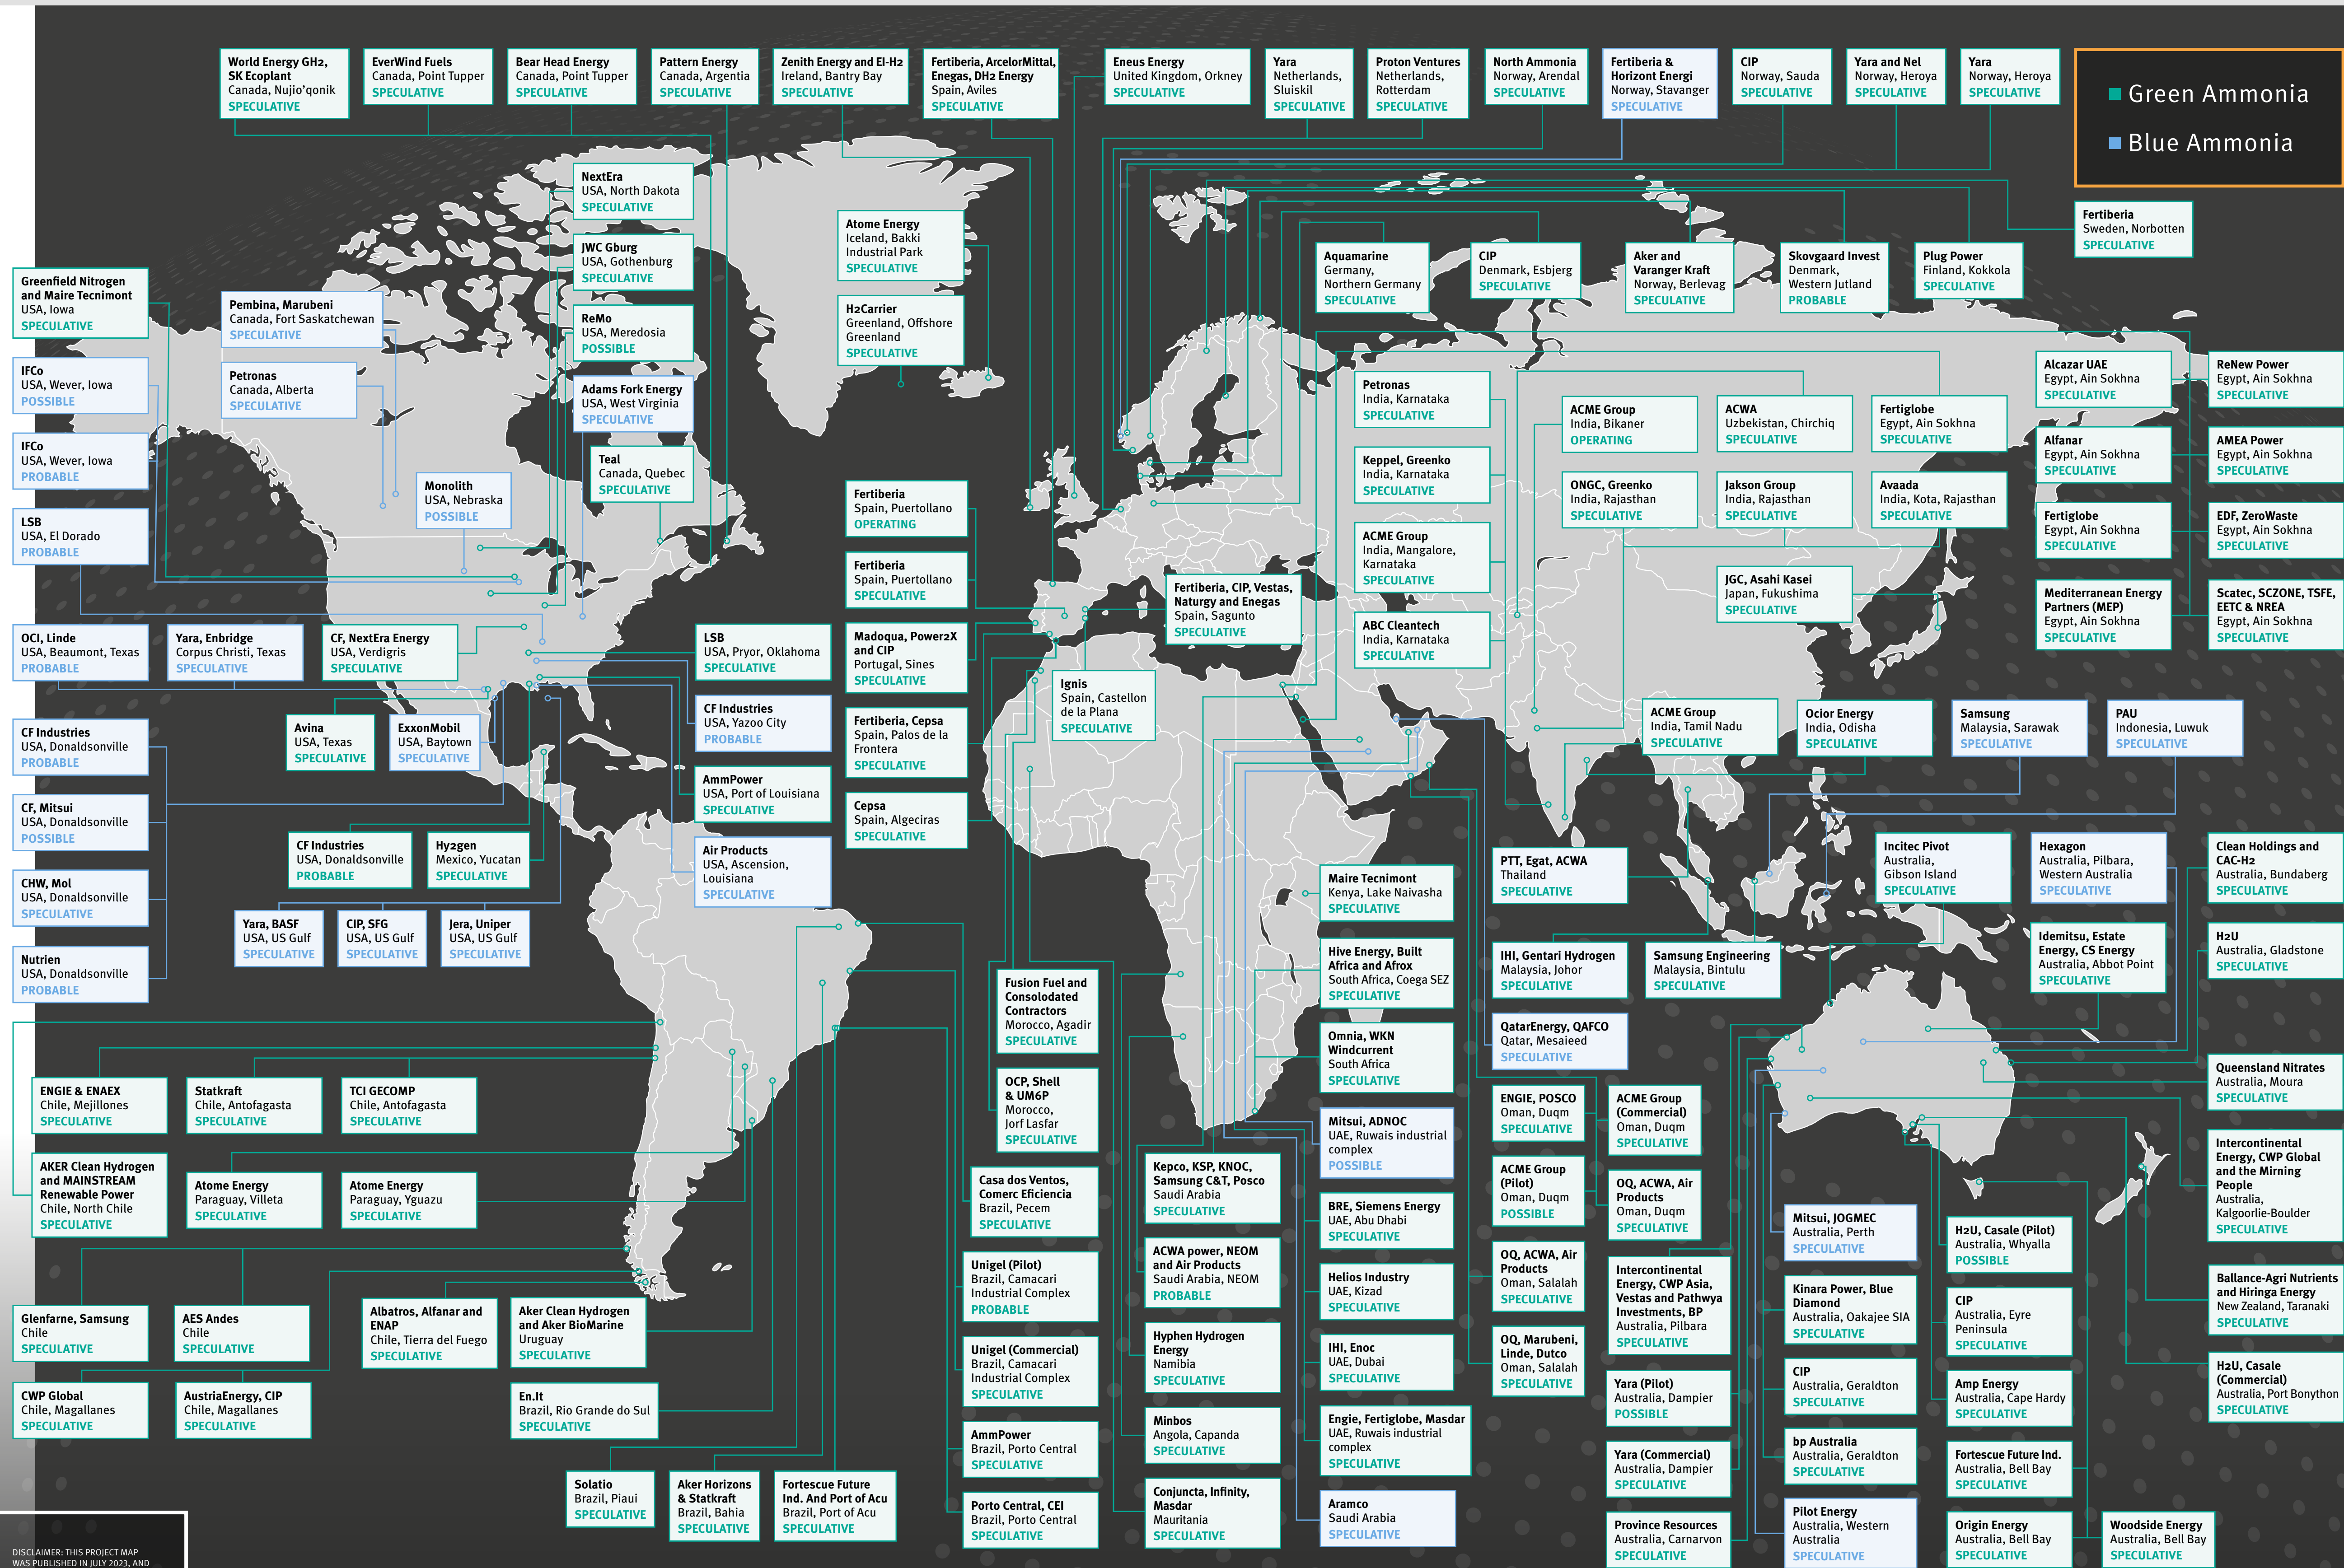 World Energy GH2,
SK Ecoplant
Canada, Nujio'qonik
SPECULATIVE
EverWind Fuels
Canada, Point Tupper
SPECULATIVE
Bear Head Energy
Canada, Point Tupper
SPECULATIVE
Pattern Energy
Canada, Argentia
SPECULATIVE
Zenith Energy and EI-H2
Ireland, Bantry Bay
SPECULATIVE
Fertiberia, ArcelorMittal,
Enegas, DH2 Energy
Spain, Aviles
SPECULATIVE
Eneus Energy
United Kingdom, Orkney
SPECULATIVE
Yara
Netherlands,
Sluiskil
SPECULATIVE
Proton Ventures
Netherlands,
Rotterdam
SPECULATIVE
North Ammonia
Norway, Arendal
SPECULATIVE
Fertiberia &
Horizont Energi
Norway, Stavanger
SPECULATIVE
CIP
Norway, Sauda
SPECULATIVE
Yara and Nel
Norway, Heroya
SPECULATIVE
Yara
Norway, Heroya
SPECULATIVE
Green Ammonia
Blue Ammonia
NextEra
USA, North Dakota
SPECULATIVE
JWC Gburg
USA, Gothenburg
SPECULATIVE
ReMo
USA, Meredosia
POSSIBLE
Adams Fork Energy
USA, West Virginia
SPECULATIVE
Teal
Canada, Quebec
SPECULATIVE
Atome Energy
Iceland, Bakki
Industrial Park
SPECULATIVE
H2Carrier
Greenland, Offshore
Greenland
SPECULATIVE
Fertiberia
Sweden, Norbotten
SPECULATIVE
Aquamarine
Germany,
Northern Germany
SPECULATIVE
CIP
Denmark, Esbjerg
SPECULATIVE
Aker and
Varanger Kraft
Norway, Berlevag
SPECULATIVE
Skovgaard Invest
Denmark,
Western Jutland
PROBABLE
Plug Power
Finland, Kokkola
SPECULATIVE
Greenfield Nitrogen
and Maire Tecnimont
USA, Iowa
SPECULATIVE
Pembina, Marubeni
Canada, Fort Saskatchewan
SPECULATIVE
IFCo
USA, Wever, Iowa
POSSIBLE
Petronas
Canada, Alberta
SPECULATIVE
IFCo
USA, Wever, Iowa
PROBABLE
Monolith
USA, Nebraska
POSSIBLE
LSB
USA, El Dorado
PROBABLE
Petronas
India, Karnataka
SPECULATIVE
Keppel, Greenko
India, Karnataka
SPECULATIVE
ACME Group
India, Mangalore,
Karnataka
SPECULATIVE
ABC Cleantech
India, Karnataka
SPECULATIVE
ACME Group
India, Bikaner
OPERATING
ACWA
Uzbekistan, Chirchiq
SPECULATIVE
Fertiglobe
Egypt, Ain Sokhna
SPECULATIVE
ONGC, Greenko
India, Rajasthan
SPECULATIVE
Jakson Group
India, Rajasthan
SPECULATIVE
Avaada
India, Kota, Rajasthan
SPECULATIVE
JGC, Asahi Kasei
Japan, Fukushima
SPECULATIVE
Alcazar UAE
Egypt, Ain Sokhna
SPECULATIVE
ReNew Power
Egypt, Ain Sokhna
SPECULATIVE
Alfanar
Egypt, Ain Sokhna
SPECULATIVE
AMEA Power
Egypt, Ain Sokhna
SPECULATIVE
Fertiglobe
Egypt, Ain Sokhna
SPECULATIVE
EDF, ZeroWaste
Egypt, Ain Sokhna
SPECULATIVE
Mediterranean Energy
Partners (MEP)
Egypt, Ain Sokhna
SPECULATIVE
Scatec, SCZONE, TSFE,
EETC & NREA
Egypt, Ain Sokhna
SPECULATIVE
Fertiberia
Spain, Puertollano
OPERATING
Fertiberia
Spain, Puertollano
SPECULATIVE
Fertiberia, CIP, Vestas,
Naturgy and Enegas
Spain, Sagunto
SPECULATIVE
Madoqua, Power2X
and CIP
Portugal, Sines
SPECULATIVE
Fertiberia, Cepsa
Spain, Palos de la
Frontera
SPECULATIVE
Cepsa
Spain, Algeciras
SPECULATIVE
Ignis
Spain, Castellon
de la Plana
SPECULATIVE
OCI, Linde
USA, Beaumont, Texas
PROBABLE
Yara, Enbridge
Corpus Christi, Texas
SPECULATIVE
CF, NextEra Energy
USA, Verdigris
SPECULATIVE
LSB
USA, Pryor, Oklahoma
SPECULATIVE
CF Industries
USA, Yazoo City
PROBABLE
AmmPower
USA, Port of Louisiana
SPECULATIVE
Air Products
USA, Ascension,
Louisiana
SPECULATIVE
CF Industries
USA, Donaldsonville
PROBABLE
Avina
USA, Texas
SPECULATIVE
ExxonMobil
USA, Baytown
SPECULATIVE
CF, Mitsui
USA, Donaldsonville
POSSIBLE
CF Industries
USA, Donaldsonville
PROBABLE
Hy2gen
Mexico, Yucatan
SPECULATIVE
CHW, Mol
USA, Donaldsonville
SPECULATIVE
Yara, BASF
USA, US Gulf
SPECULATIVE
CIP, SFG
USA, US Gulf
SPECULATIVE
Jera, Uniper
USA, US Gulf
SPECULATIVE
Nutrien
USA, Donaldsonville
PROBABLE
ACME Group
India, Tamil Nadu
SPECULATIVE
Ocior Energy
India, Odisha
SPECULATIVE
Samsung
Malaysia, Sarawak
SPECULATIVE
PAU
Indonesia, Luwuk
SPECULATIVE
PTT, Egat, ACWA
Thailand
SPECULATIVE
Incitec Pivot
Australia,
Gibson Island
SPECULATIVE
Hexagon
Australia, Pilbara,
Western Australia
SPECULATIVE
Clean Holdings and
CAC-H2
Australia, Bundaberg
SPECULATIVE
IHI, Gentari Hydrogen
Malaysia, Johor
SPECULATIVE
Samsung Engineering
Malaysia, Bintulu
SPECULATIVE
Idemitsu, Estate
Energy, CS Energy
Australia, Abbot Point
SPECULATIVE
H2U
Australia, Gladstone
SPECULATIVE
QatarEnergy, QAFCO
Qatar, Mesaieed
SPECULATIVE
Queensland Nitrates
Australia, Moura
SPECULATIVE
Maire Tecnimont
Kenya, Lake Naivasha
SPECULATIVE
Hive Energy, Built
Africa and Afrox
South Africa, Coega SEZ
SPECULATIVE
Omnia, WKN
Windcurrent
South Africa
SPECULATIVE
Mitsui, ADNOC
UAE, Ruwais industrial
complex
POSSIBLE
BRE, Siemens Energy
UAE, Abu Dhabi
SPECULATIVE
Helios Industry
UAE, Kizad
SPECULATIVE
IHI, Enoc
UAE, Dubai
SPECULATIVE
Engie, Fertiglobe, Masdar
UAE, Ruwais industrial
complex
SPECULATIVE
Aramco
Saudi Arabia
SPECULATIVE
Fusion Fuel and
Consolodated
Contractors
Morocco, Agadir
SPECULATIVE
OCP, Shell
& UM6P
Morocco,
Jorf Lasfar
SPECULATIVE
Casa dos Ventos,
Comerc Eficiencia
Brazil, Pecem
SPECULATIVE
Unigel (Pilot)
Brazil, Camacari
Industrial Complex
PROBABLE
Unigel (Commercial)
Brazil, Camacari
Industrial Complex
SPECULATIVE
AmmPower
Brazil, Porto Central
SPECULATIVE
Porto Central, CEI
Brazil, Porto Central
SPECULATIVE
Kepco, KSP, KNOC,
Samsung C&T, Posco
Saudi Arabia
SPECULATIVE
ACWA power, NEOM
and Air Products
Saudi Arabia, NEOM
PROBABLE
Hyphen Hydrogen
Energy
Namibia
SPECULATIVE
Minbos
Angola, Capanda
SPECULATIVE
Conjuncta, Infinity,
Masdar
Mauritania
SPECULATIVE
ENGIE & ENAEX
Chile, Mejillones
SPECULATIVE
Statkraft
Chile, Antofagasta
SPECULATIVE
TCI GECOMP
Chile, Antofagasta
SPECULATIVE
AKER Clean Hydrogen
and MAINSTREAM
Renewable Power
Chile, North Chile
SPECULATIVE
Atome Energy
Paraguay, Villeta
SPECULATIVE
Atome Energy
Paraguay, Yguazu
SPECULATIVE
Glenfarne, Samsung
Chile
SPECULATIVE
AES Andes
Chile
SPECULATIVE
Albatros, Alfanar and
ENAP
Chile, Tierra del Fuego
SPECULATIVE
Aker Clean Hydrogen
and Aker BioMarine
Uruguay
SPECULATIVE
CWP Global
Chile, Magallanes
SPECULATIVE
AustriaEnergy, CIP
Chile, Magallanes
SPECULATIVE
En.It
Brazil, Rio Grande do Sul
SPECULATIVE
Solatio
Brazil, Piaui
SPECULATIVE
Aker Horizons
& Statkraft
Brazil, Bahia
SPECULATIVE
Fortescue Future
Ind. And Port of Acu
Brazil, Port of Acu
SPECULATIVE
ENGIE, POSCO
Oman, Duqm
SPECULATIVE
ACME Group
(Commercial)
Oman, Duqm
SPECULATIVE
ACME Group
(Pilot)
Oman, Duqm
POSSIBLE
OQ, ACWA, Air
Products
Oman, Duqm
SPECULATIVE
OQ, ACWA, Air
Products
Oman, Salalah
SPECULATIVE
OQ, Marubeni,
Linde, Dutco
Oman, Salalah
SPECULATIVE
Intercontinental
Energy, CWP Asia,
Vestas and Pathwya
Investments, BP
Australia, Pilbara
SPECULATIVE
Yara (Pilot)
Australia, Dampier
POSSIBLE
Yara (Commercial)
Australia, Dampier
SPECULATIVE
Province Resources
Australia, Carnarvon
SPECULATIVE
Mitsui, JOGMEC
Australia, Perth
SPECULATIVE
Kinara Power, Blue
Diamond
Australia, Oakajee SIA
SPECULATIVE
CIP
Australia, Geraldton
SPECULATIVE
bp Australia
Australia, Geraldton
SPECULATIVE
Pilot Energy
Australia, Western
Australia
SPECULATIVE
H2U, Casale (Pilot)
Australia, Whyalla
POSSIBLE
CIP
Australia, Eyre
Peninsula
SPECULATIVE
Amp Energy
Australia, Cape Hardy
SPECULATIVE
Fortescue Future Ind.
Australia, Bell Bay
SPECULATIVE
Origin Energy
Australia, Bell Bay
SPECULATIVE
Woodside Energy
Australia, Bell Bay
SPECULATIVE
Intercontinental
Energy, CWP Global
and the Mirning
People
Australia,
Kalgoorlie-Boulder
SPECULATIVE
Ballance-Agri Nutrients
and Hiringa Energy
New Zealand, Taranaki
SPECULATIVE
H2U, Casale
(Commercial)
Australia, Port Bonython
SPECULATIVE
DISCLAIMER: THIS PROJECT MAP
WAS PUBLISHED IN JULY 2023, AND